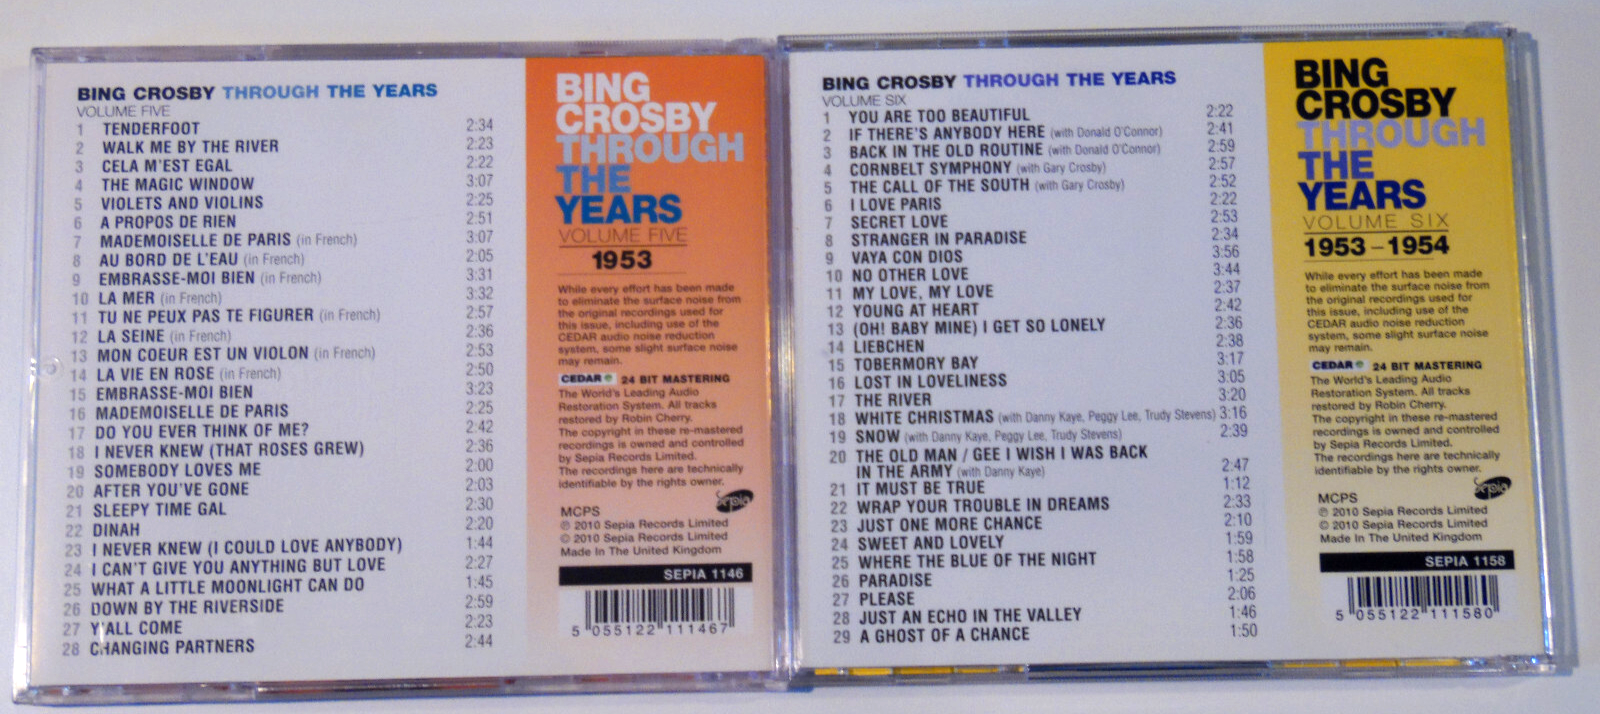 BING CROSBY THROUGH THE YEARS
VOLUME FIVE
1 TENDERFOOT 2:34
2 WALK ME BY THE RIVER 2:23
3 CELA M'EST EGAL 2:22
4 THE MAGIC WINDOW 3:07
5 VIOLETS AND VIOLINS 2:25
6 A PROPOS DE RIEN 2:51
7 MADEMOISELLE DE PARIS (in French) 3:07
8 AU BORD DE L'EAU (in French) 2:05
9 EMBRASSE-MOI BIEN (in French) 3:31
10 LA MER (in French) 3:32
11 TU NE PEUX PAS TE FIGURER (in French) 2:57
12 LA SEINE (in French) 2:36
13 MON COEUR EST UN VIOLON (in French) 2:53
14 LA VIE EN ROSE (in French) 2:50
15 EMBRASSE-MOI BIEN 3:23
16 MADEMOISELLE DE PARIS 2:25
17 DO YOU EVER THINK OF ME? 2:42
18 I NEVER KNEW (THAT ROSES GREW) 2:36
19 SOMEBODY LOVES ME 2:00
20 AFTER YOU'VE GONE 2:03
21 SLEEPY TIME GAL 2:30
22 DINAH 2:20
23 I NEVER KNEW (I COULD LOVE ANYBODY) 1:44
24 I CAN'T GIVE YOU ANYTHING BUT LOVE 2:27
25 WHAT A LITTLE MOONLIGHT CAN DO 1:45
26 DOWN BY THE RIVERSIDE 2:59
27 Y'ALL COME 2:23
28 CHANGING PARTNERS 2:44
BING
CROSBY
THROUGH
THE
YEARS
VOLUME FIVE
1953
While every effort has been made
to eliminate the surface noise from
the original recordings used for
this issue, including use of the
CEDAR audio noise reduction
system, some slight surface noise
may remain.
CEDAR 24 BIT MASTERING
The World's Leading Audio
Restoration System. All tracks
restored by Robin Cherry.
The copyright in these re-mastered
recordings is owned and controlled
by Sepia Records Limited.
The recordings here are technically
identifiable by the rights owner.
sepia
MCPS
℗ 2010 Sepia Records Limited
© 2010 Sepia Records Limited
Made In The United Kingdom
SEPIA 1146
5 055122 111467
BING CROSBY THROUGH THE YEARS
VOLUME SIX
1 YOU ARE TOO BEAUTIFUL 2:22
2 IF THERE'S ANYBODY HERE (with Donald O'Connor) 2:41
3 BACK IN THE OLD ROUTINE (with Donald O'Connor) 2:59
4 CORNBELT SYMPHONY (with Gary Crosby) 2:57
5 THE CALL OF THE SOUTH (with Gary Crosby) 2:52
6 I LOVE PARIS 2:22
7 SECRET LOVE 2:53
8 STRANGER IN PARADISE 2:34
9 VAYA CON DIOS 3:56
10 NO OTHER LOVE 3:44
11 MY LOVE, MY LOVE 2:37
12 YOUNG AT HEART 2:42
13 (OH! BABY MINE) I GET SO LONELY 2:36
14 LIEBCHEN 2:38
15 TOBERMORY BAY 3:17
16 LOST IN LOVELINESS 3:05
17 THE RIVER 3:20
18 WHITE CHRISTMAS (with Danny Kaye, Peggy Lee, Trudy Stevens) 3:16
19 SNOW (with Danny Kaye, Peggy Lee, Trudy Stevens) 2:39
20 THE OLD MAN / GEE I WISH I WAS BACK
IN THE ARMY (with Danny Kaye) 2:47
21 IT MUST BE TRUE 1:12
22 WRAP YOUR TROUBLE IN DREAMS 2:33
23 JUST ONE MORE CHANCE 2:10
24 SWEET AND LOVELY 1:59
25 WHERE THE BLUE OF THE NIGHT 1:58
26 PARADISE 1:25
27 PLEASE 2:06
28 JUST AN ECHO IN THE VALLEY 1:46
29 A GHOST OF A CHANCE 1:50
BING
CROSBY
THROUGH
THE
YEARS
VOLUME SIX
1953 – 1954
While every effort has been made
to eliminate the surface noise from
the original recordings used for
this issue, including use of the
CEDAR audio noise reduction
system, some slight surface noise
may remain.
CEDAR 24 BIT MASTERING
The World's Leading Audio
Restoration System. All tracks
restored by Robin Cherry.
The copyright in these re-mastered
recordings is owned and controlled
by Sepia Records Limited.
The recordings here are technically
identifiable by the rights owner.
sepia
MCPS
℗ 2010 Sepia Records Limited
© 2010 Sepia Records Limited
Made In The United Kingdom
SEPIA 1158
5 055122 111580